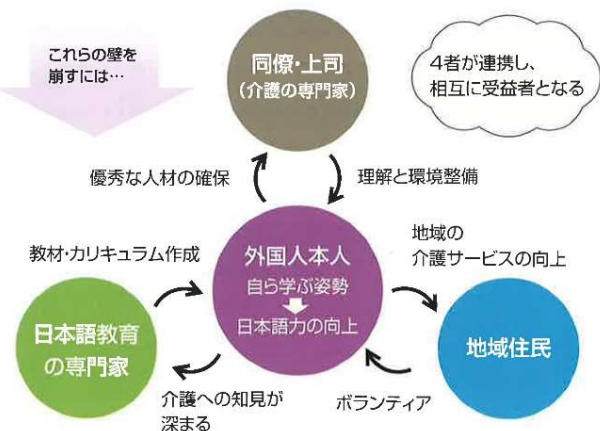 これらの壁を
崩すには…
同僚・上司
(介護の専門家)
4者が連携し、
相互に受益者となる
優秀な人材の確保
理解と環境整備
教材・カリキュラム作成
外国人本人
自ら学ぶ姿勢
日本語力の向上
地域の
介護サービスの向上
日本語教育
の専門家
地域住民
介護への知見が
深まる
ボランティア